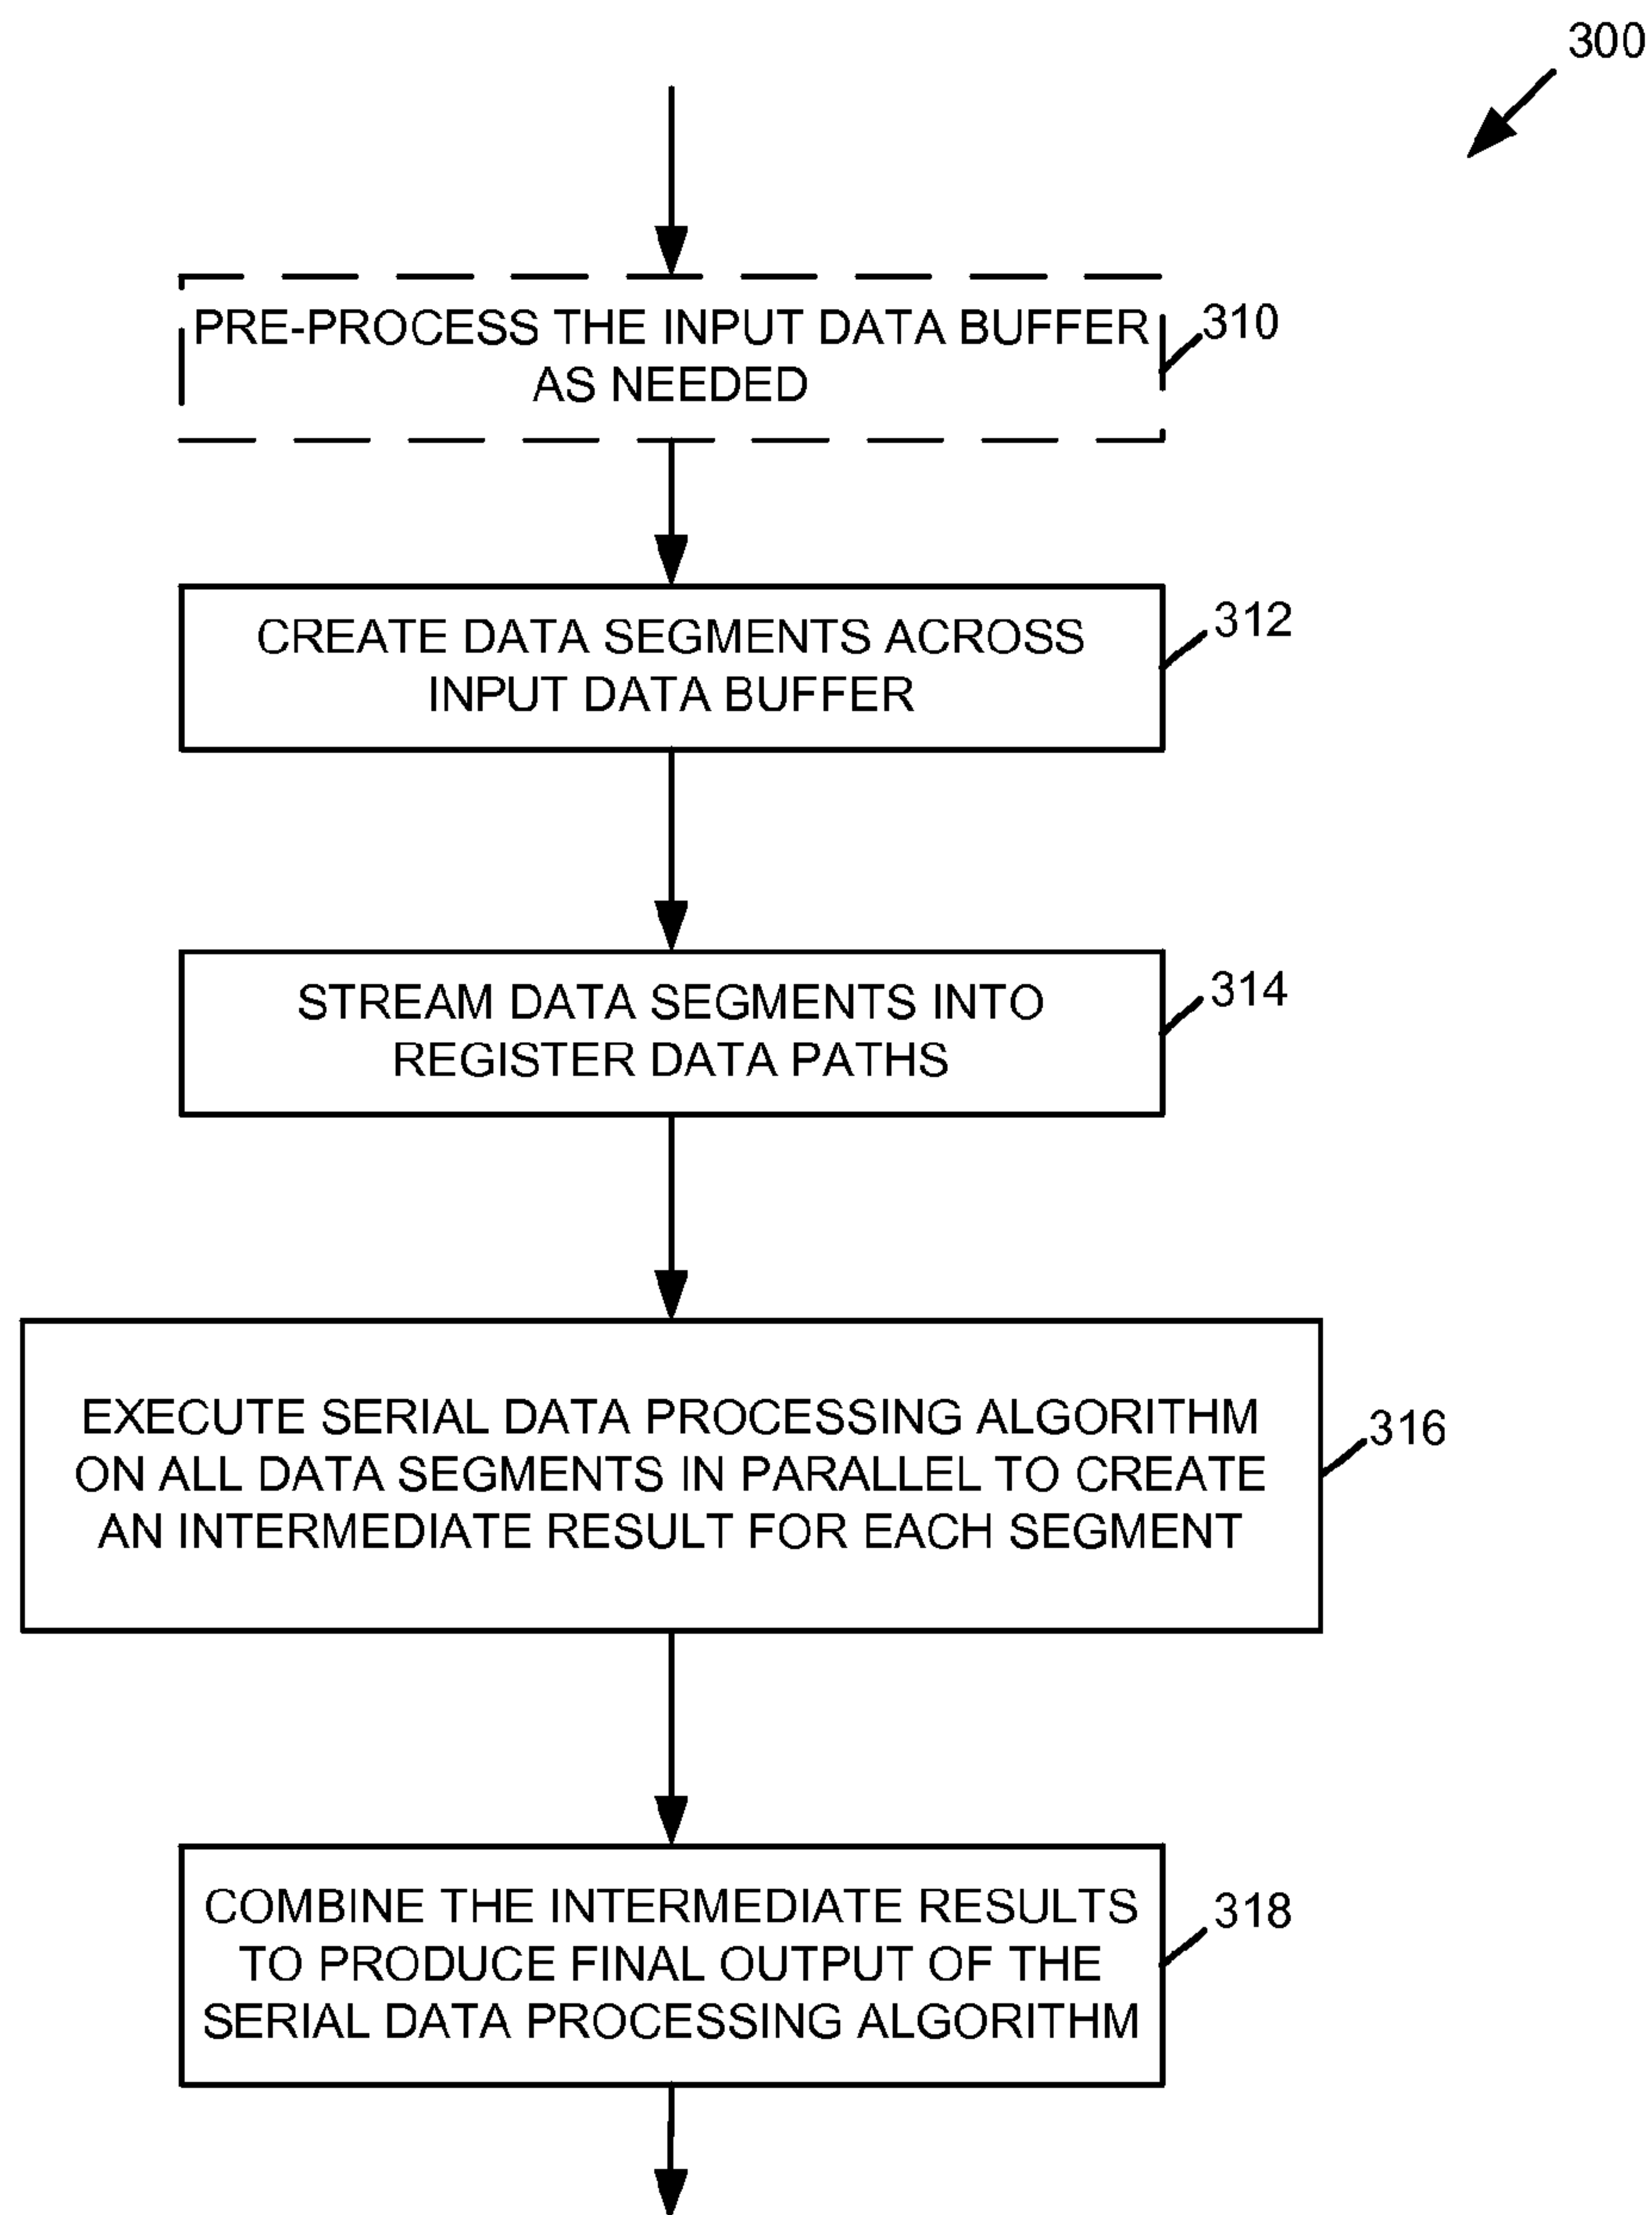 300
PRE-PROCESS THE INPUT DATA BUFFER
AS NEEDED
310
CREATE DATA SEGMENTS ACROSS
INPUT DATA BUFFER
312
STREAM DATA SEGMENTS INTO
REGISTER DATA PATHS
314
EXECUTE SERIAL DATA PROCESSING ALGORITHM
ON ALL DATA SEGMENTS IN PARALLEL TO CREATE
AN INTERMEDIATE RESULT FOR EACH SEGMENT
316
COMBINE THE INTERMEDIATE RESULTS
TO PRODUCE FINAL OUTPUT OF THE
SERIAL DATA PROCESSING ALGORITHM
318